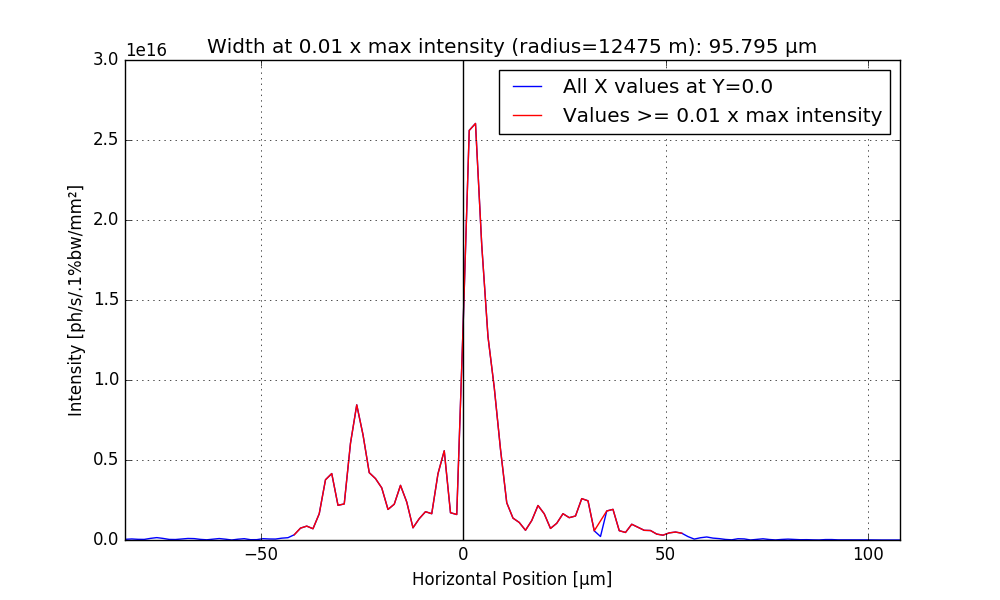 Width at 0.01 x max intensity (radius=12475 m): 95.795 µm
1e16
3.0
2.5
2.0
1.5
1.0
0.5
0.0
Intensity [ph/s/.1%bw/mm²]
All X values at Y=0.0
Values >= 0.01 x max intensity
−50 0 50 100
Horizontal Position [µm]